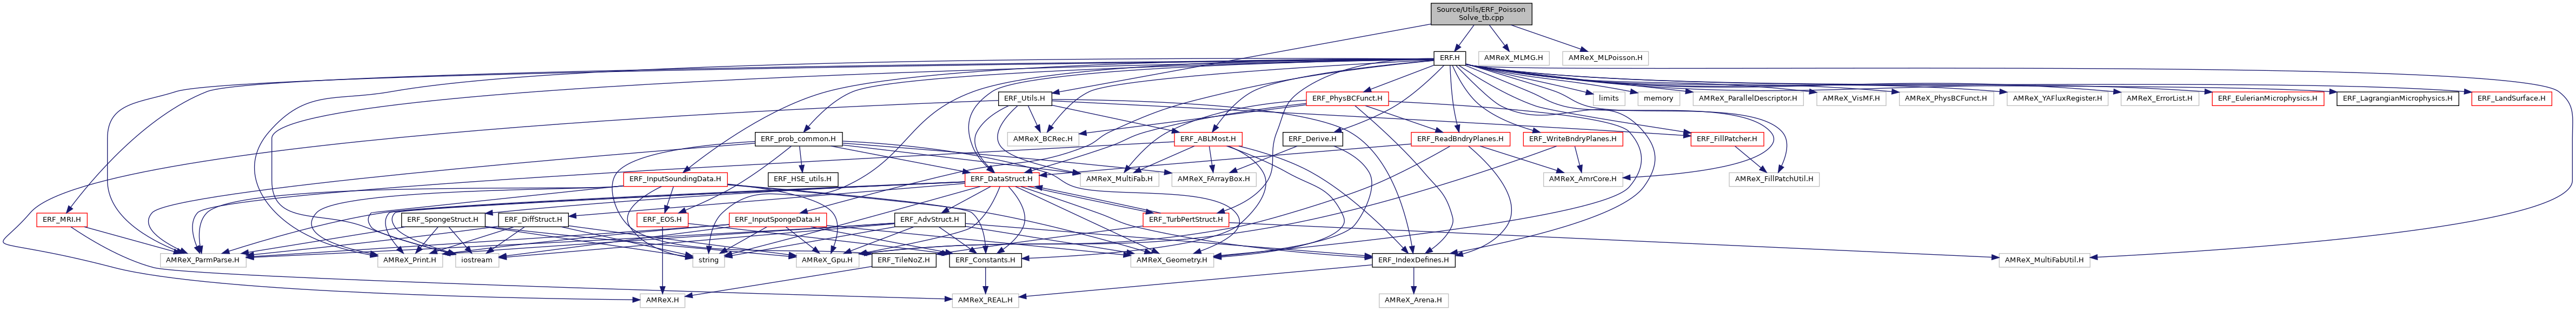 Source/Utils/ERF_Poisson
Solve_tb.cpp
ERF.H
AMReX_MLMG.H
AMReX_MLPoisson.H
ERF_Utils.H
ERF_PhysBCFunct.H
limits
memory
AMReX_ParallelDescriptor.H
AMReX_VisMF.H
AMReX_PhysBCFunct.H
AMReX_YAFluxRegister.H
AMReX_ErrorList.H
ERF_EulerianMicrophysics.H
ERF_LagrangianMicrophysics.H
ERF_LandSurface.H
ERF_prob_common.H
AMReX_BCRec.H
ERF_ABLMost.H
ERF_Derive.H
ERF_ReadBndryPlanes.H
ERF_WriteBndryPlanes.H
ERF_FillPatcher.H
ERF_InputSoundingData.H
ERF_HSE_utils.H
ERF_DataStruct.H
AMReX_MultiFab.H
AMReX_FArrayBox.H
AMReX_AmrCore.H
AMReX_FillPatchUtil.H
ERF_MRI.H
ERF_SpongeStruct.H
ERF_DiffStruct.H
ERF_EOS.H
ERF_InputSpongeData.H
ERF_AdvStruct.H
ERF_TurbPertStruct.H
AMReX_ParmParse.H
AMReX_Print.H
iostream
string
AMReX_Gpu.H
ERF_TileNoZ.H
ERF_Constants.H
AMReX_Geometry.H
ERF_IndexDefines.H
AMReX_MultiFabUtil.H
AMReX.H
AMReX_REAL.H
AMReX_Arena.H